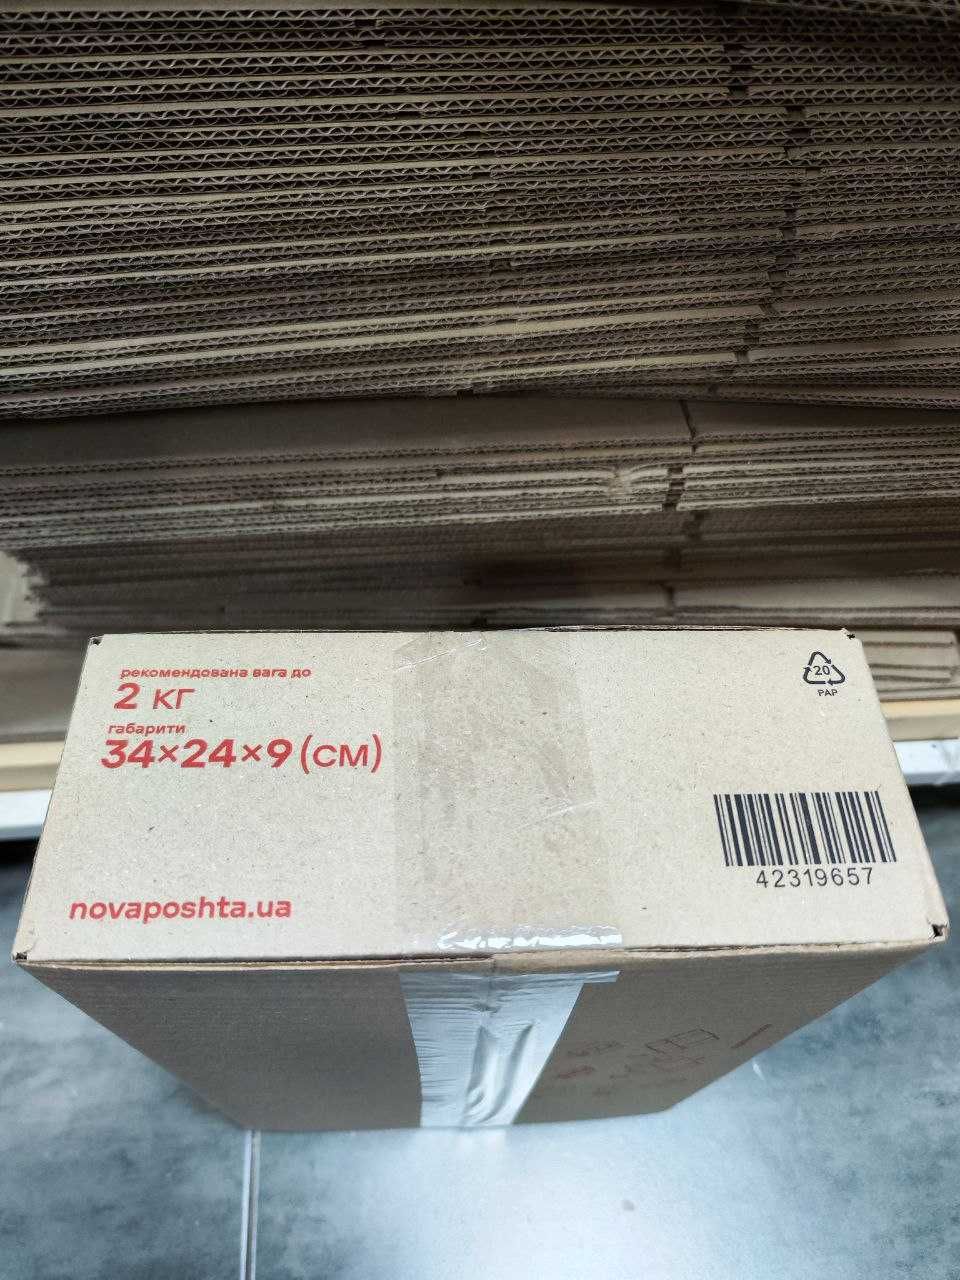 рекомендована вага до
2 кг
габарити
34×24×9 (см)
20
PAP
42319657
novaposhta.ua